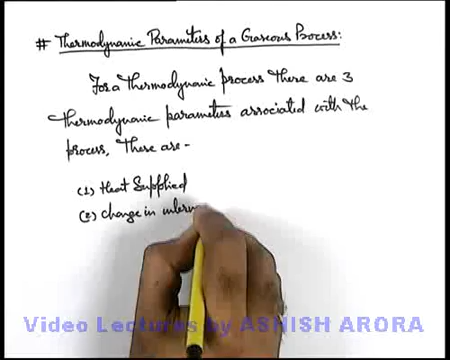 # Thermodynamic Parameters of a Gaseous Process:
For a Thermodynamic process there are 3
thermodynamic parameters associated with the
process, These are -
(1) Heat Supplied
(2) Change in intern
Video Lectures by ASHISH ARORA